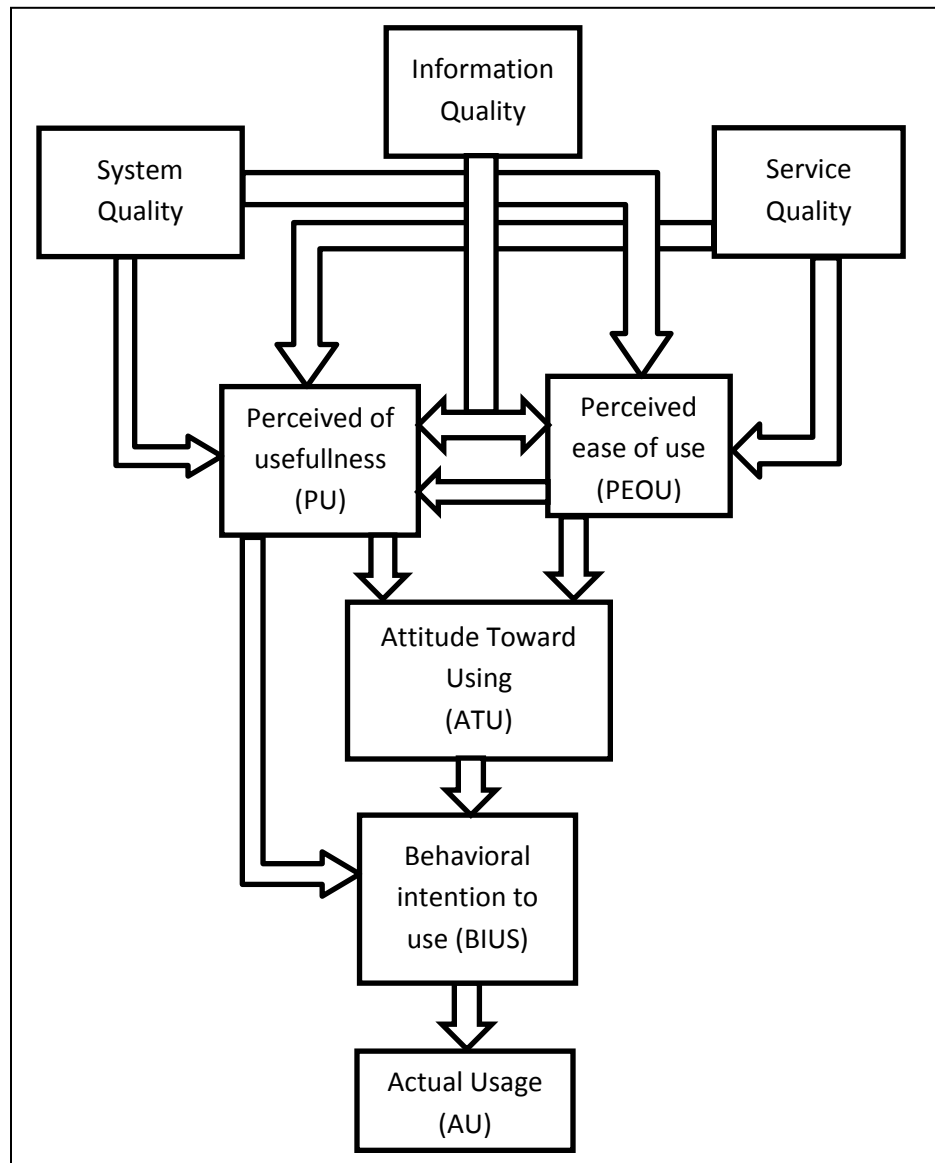 Information
Quality
System
Quality
Service
Quality
Perceived of
usefullness
(PU)
Perceived
ease of use
(PEOU)
Attitude Toward
Using
(ATU)
Behavioral
intention to
use (BIUS)
Actual Usage
(AU)